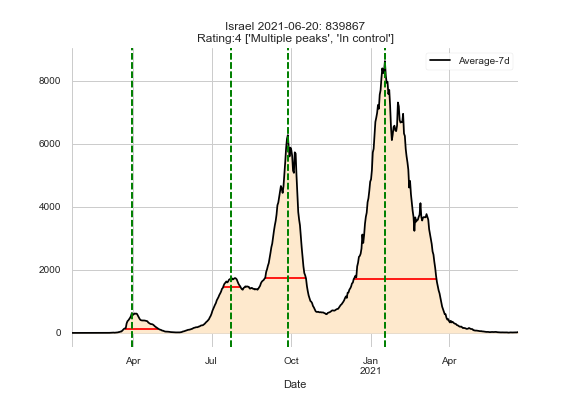 Israel 2021-06-20: 839867
Rating:4 ['Multiple peaks', 'In control']
Average-7d
8000
6000
4000
2000
0
Apr Jul Oct Jan Apr
2021
Date